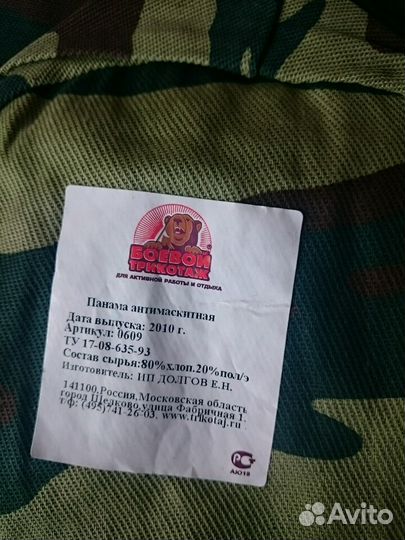 БОЕВОЙ
ТРИКОТАЖ
®
ДЛЯ АКТИВНОЙ РАБОТЫ И ОТДЫХА
Панама антимаскитная
Дата выпуска: 2010 г.
Артикул: 0609
ТУ 17-08-635-93
Состав сырья:80%хлоп.20%пол/э
Изготовитель: ИП ДОЛГОВ Е.Н.
141100,Россия,Московская область
город Щелково,улица Фабричная 1.
т/ф: (495)741-26-03. www.trikotaj.ru
РСТ
АЮ18
Avito